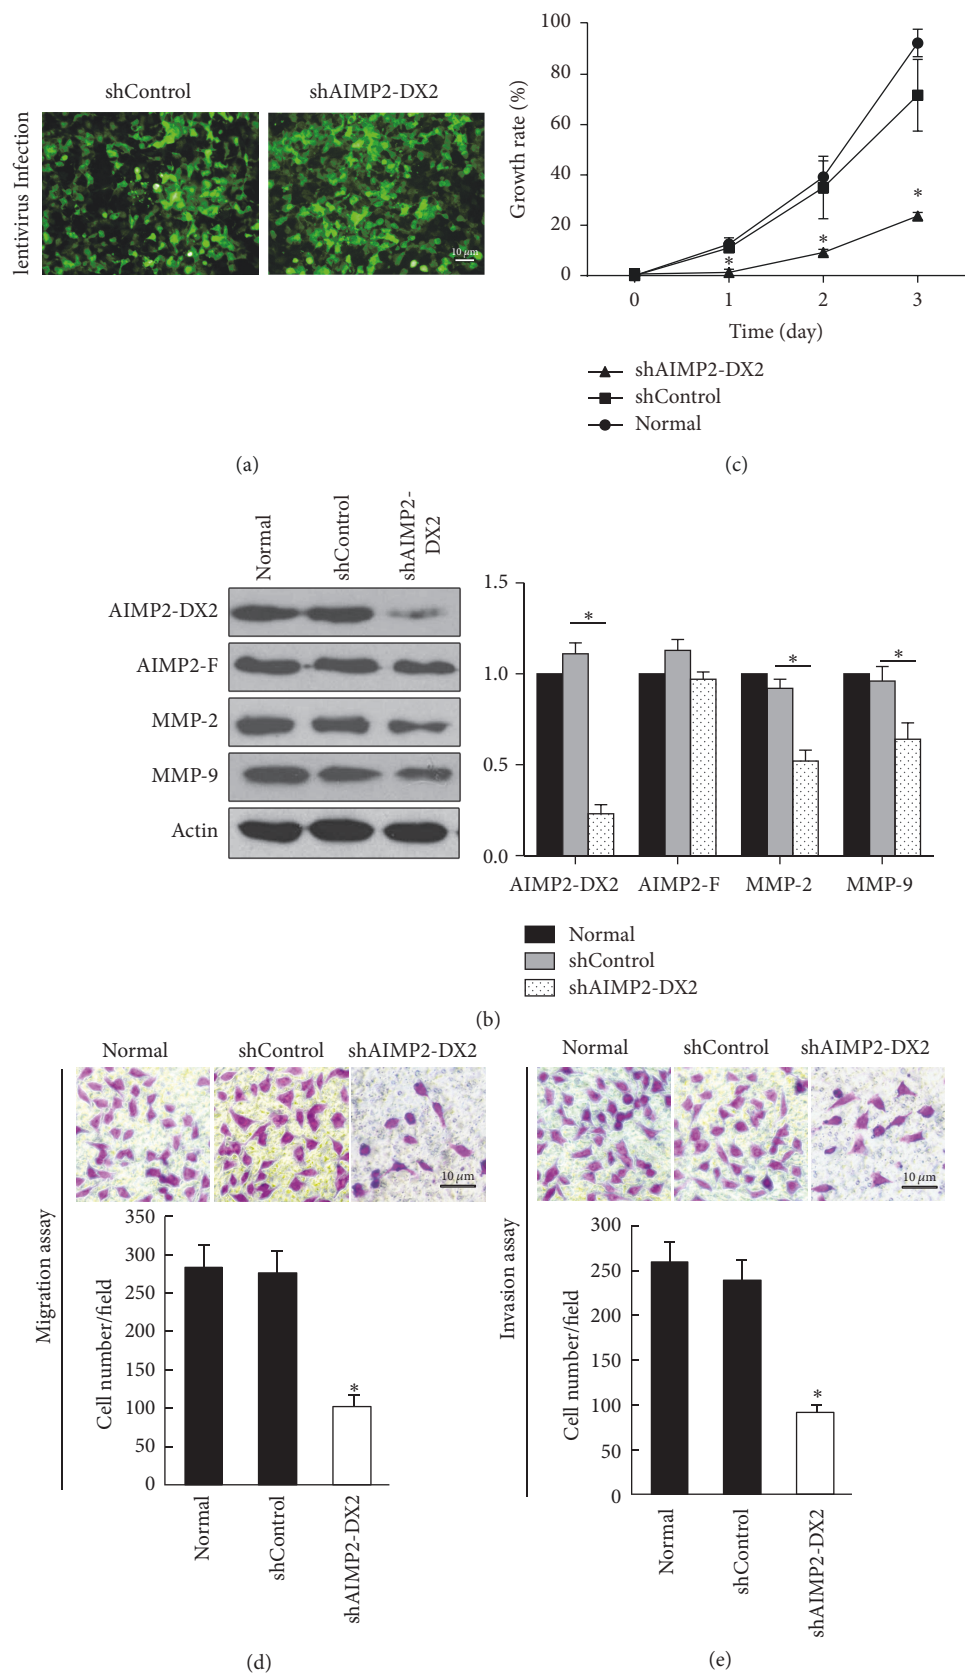 shControl
shAIMP2-DX2
lentivirus Infection
10 μm
(a)
100
80
60
40
20
0
Growth rate (%)
*
*
*
0
1
2
3
Time (day)
shAIMP2-DX2
shControl
Normal
(c)
Normal
shControl
shAIMP2-
DX2
AIMP2-DX2
AIMP2-F
MMP-2
MMP-9
Actin
1.5
1.0
0.5
0.0
*
*
*
AIMP2-DX2
AIMP2-F
MMP-2
MMP-9
Normal
shControl
shAIMP2-DX2
(b)
Migration assay
Normal
shControl
shAIMP2-DX2
10 μm
350
300
250
200
150
100
50
0
Cell number/field
*
Normal
shControl
shAIMP2-DX2
(d)
Invasion assay
Normal
shControl
shAIMP2-DX2
10 μm
300
250
200
150
100
50
0
Cell number/field
*
Normal
shControl
shAIMP2-DX2
(e)